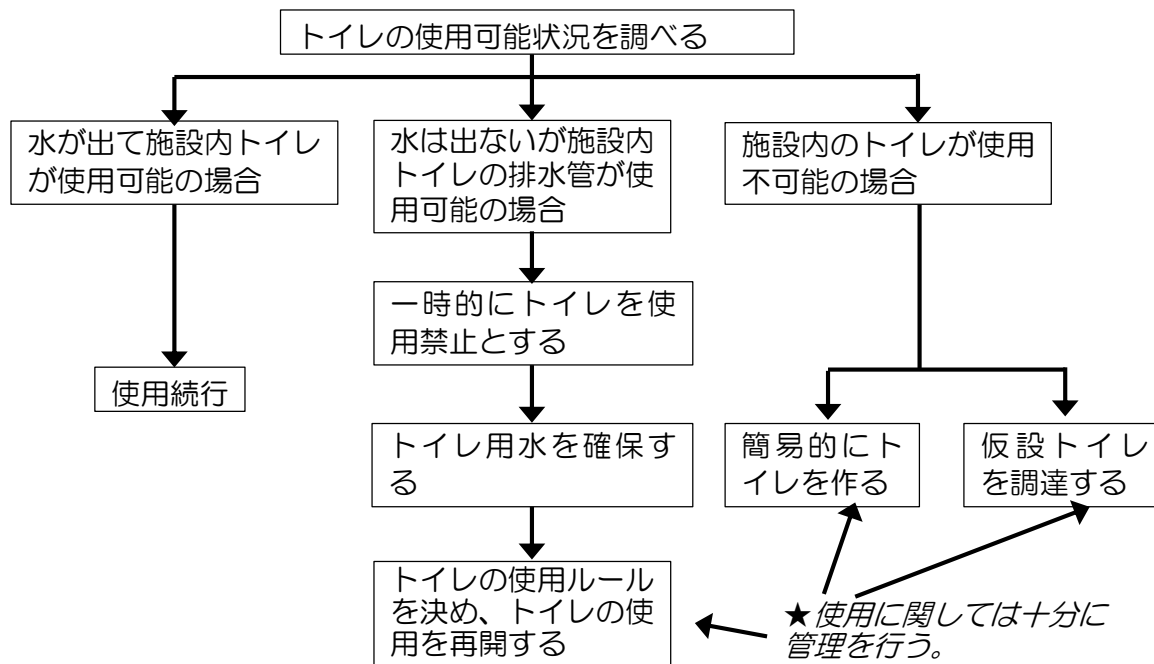 トイレの使用可能状況を調べる
水が出て施設内トイレ
が使用可能の場合
水は出ないが施設内
トイレの排水管が使
用可能の場合
施設内のトイレが使用
不可能の場合
一時的にトイレを使
用禁止とする
使用続行
トイレ用水を確保す
る
簡易的にト
イレを作る
仮設トイレ
を調達する
トイレの使用ルール
を決め、トイレの使
用を再開する
★使用に関しては十分に
管理を行う。